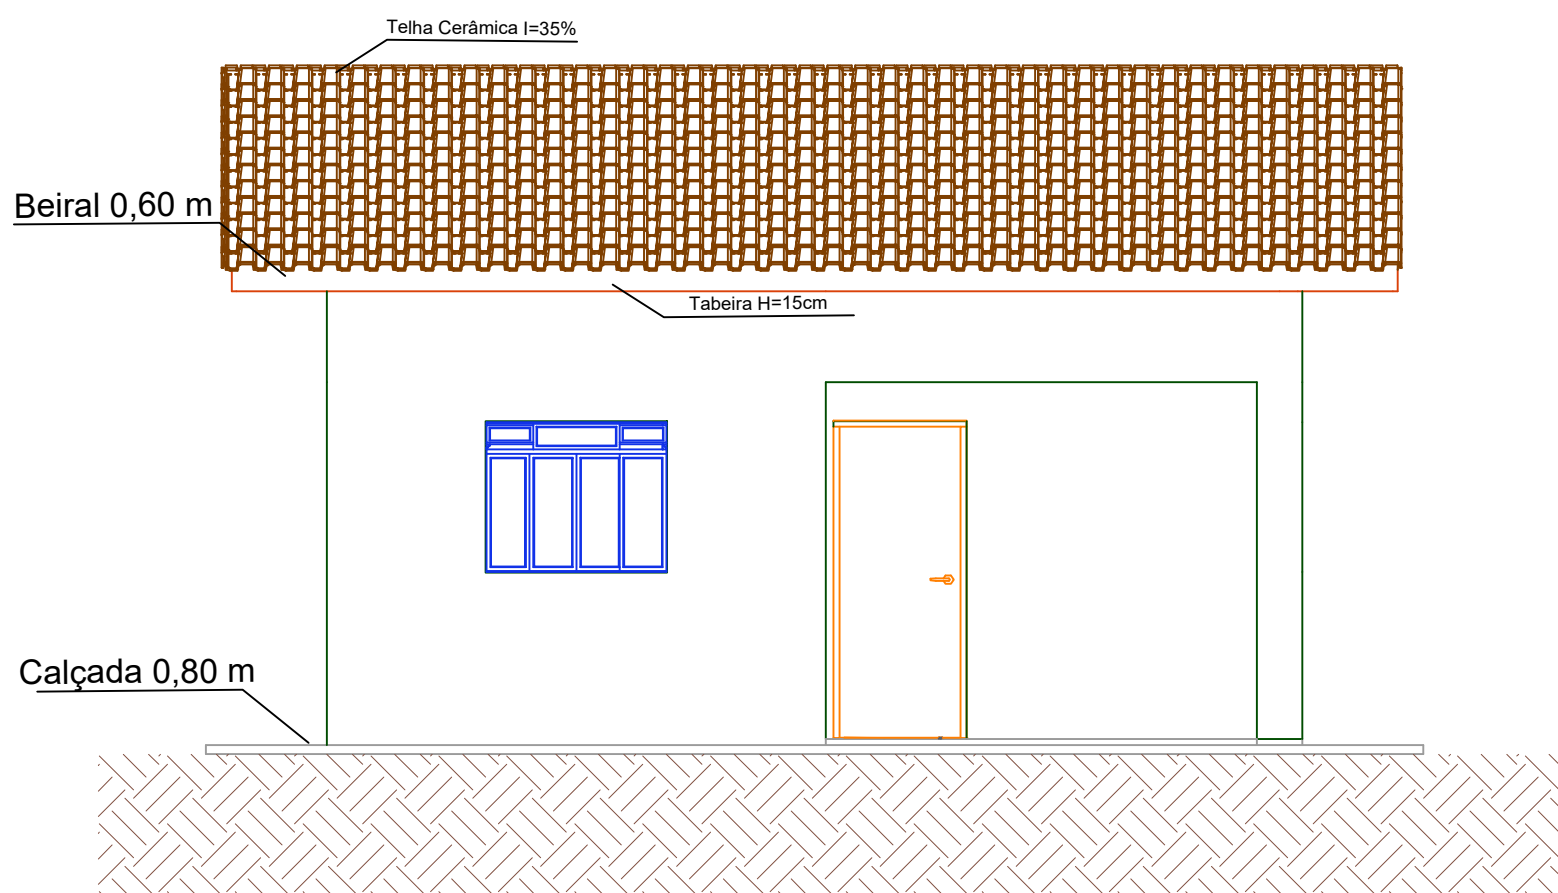 Telha Cerâmica I=35%
Beiral 0,60 m
Tabeira H=15cm
Calçada 0,80 m